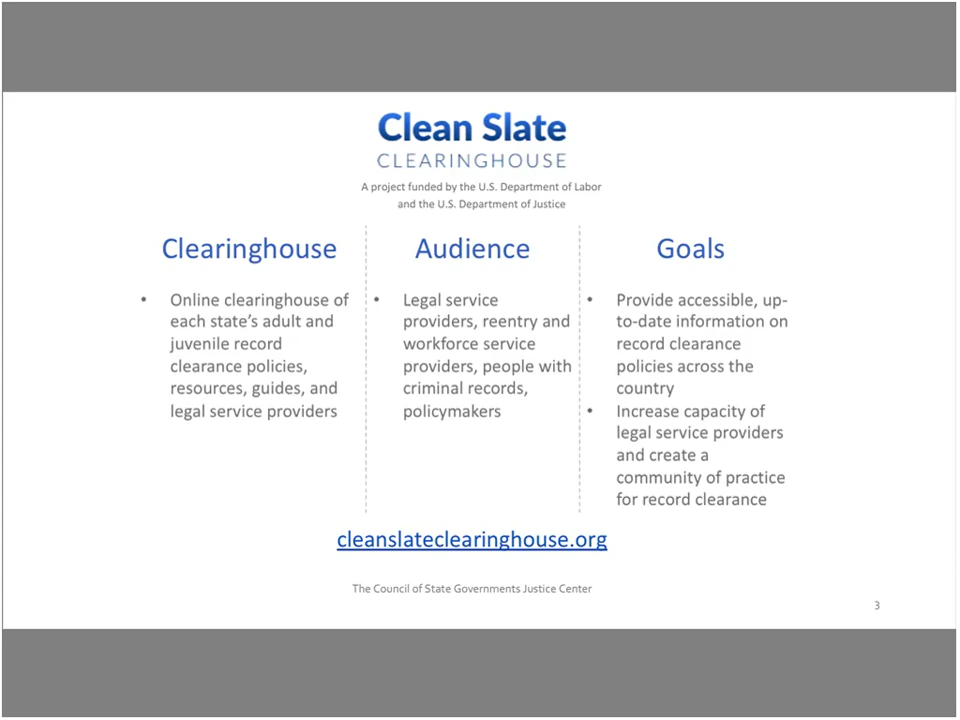 Clean Slate
CLEARINGHOUSE
A project funded by the U.S. Department of Labor
and the U.S. Department of Justice
Clearinghouse
• Online clearinghouse of
each state's adult and
juvenile record
clearance policies,
resources, guides, and
legal service providers
Audience
• Legal service
providers, reentry and
workforce service
providers, people with
criminal records,
policymakers
Goals
• Provide accessible, up-
to-date information on
record clearance
policies across the
country
• Increase capacity of
legal service providers
and create a
community of practice
for record clearance
cleanslateclearinghouse.org
The Council of State Governments Justice Center
3